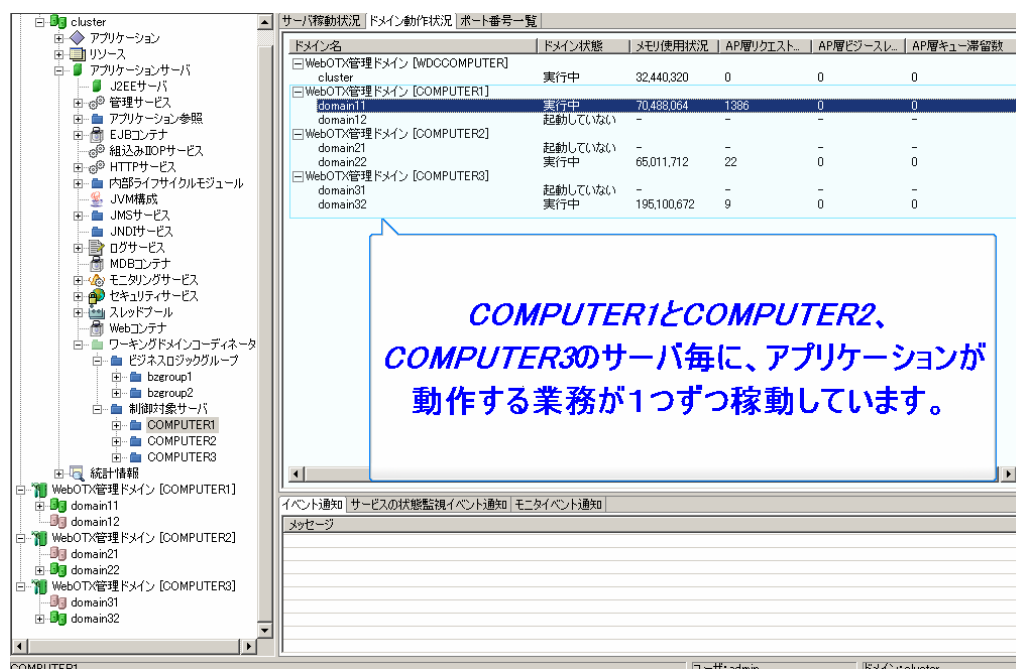 cluster
アプリケーション
リソース
アプリケーションサーバ
J2EEサーバ
管理サービス
アプリケーション参照
EJBコンテナ
組込みIIOPサービス
HTTPサービス
内部ライフサイクルモジュール
JVM構成
JMSサービス
JNDIサービス
ログサービス
MDBコンテナ
モニタリングサービス
セキュリティサービス
スレッドプール
Webコンテナ
ワーキングドメインコーディネータ
ビジネスロジックグループ
bzgroup1
bzgroup2
制御対象サーバ
COMPUTER1
COMPUTER2
COMPUTER3
統計情報
WebOTX管理ドメイン [COMPUTER1]
domain11
domain12
WebOTX管理ドメイン [COMPUTER2]
domain21
domain22
WebOTX管理ドメイン [COMPUTER3]
domain31
domain32
サーバ稼動状況 ドメイン動作状況 ポート番号一覧
ドメイン名 ドメイン状態 メモリ使用状況 AP層リクエスト... AP層ビジースレ... AP層キュー滞留数
WebOTX管理ドメイン [WDCCOMPUTER]
cluster 実行中 32,440,320 0 0 0
WebOTX管理ドメイン [COMPUTER1]
domain11 実行中 70,488,064 1386 0 0
domain12 起動していない - - - -
WebOTX管理ドメイン [COMPUTER2]
domain21 起動していない - - - -
domain22 実行中 65,011,712 22 0 0
WebOTX管理ドメイン [COMPUTER3]
domain31 起動していない - - - -
domain32 実行中 195,100,672 9 0 0
COMPUTER1とCOMPUTER2、
COMPUTER3のサーバ毎に、アプリケーションが
動作する業務が1つずつ稼動しています。
イベント通知 サービスの状態監視イベント通知 モニタイベント通知
メッセージ
COMPUTER1 ユーザ:admin ドメイン:cluster